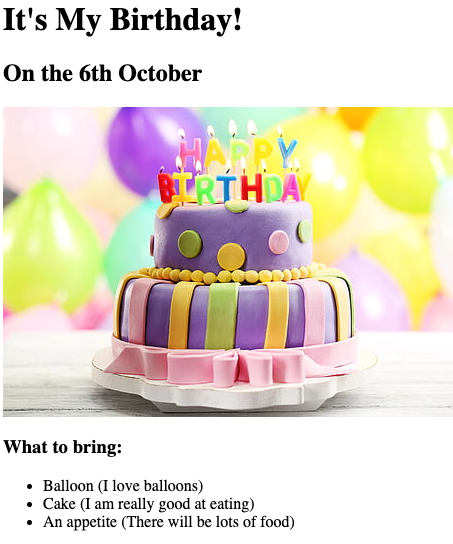 It's My Birthday!
On the 6th October
HAPPY
BIRTHDAY
What to bring:
Balloon (I love balloons)
Cake (I am really good at eating)
An appetite (There will be lots of food)